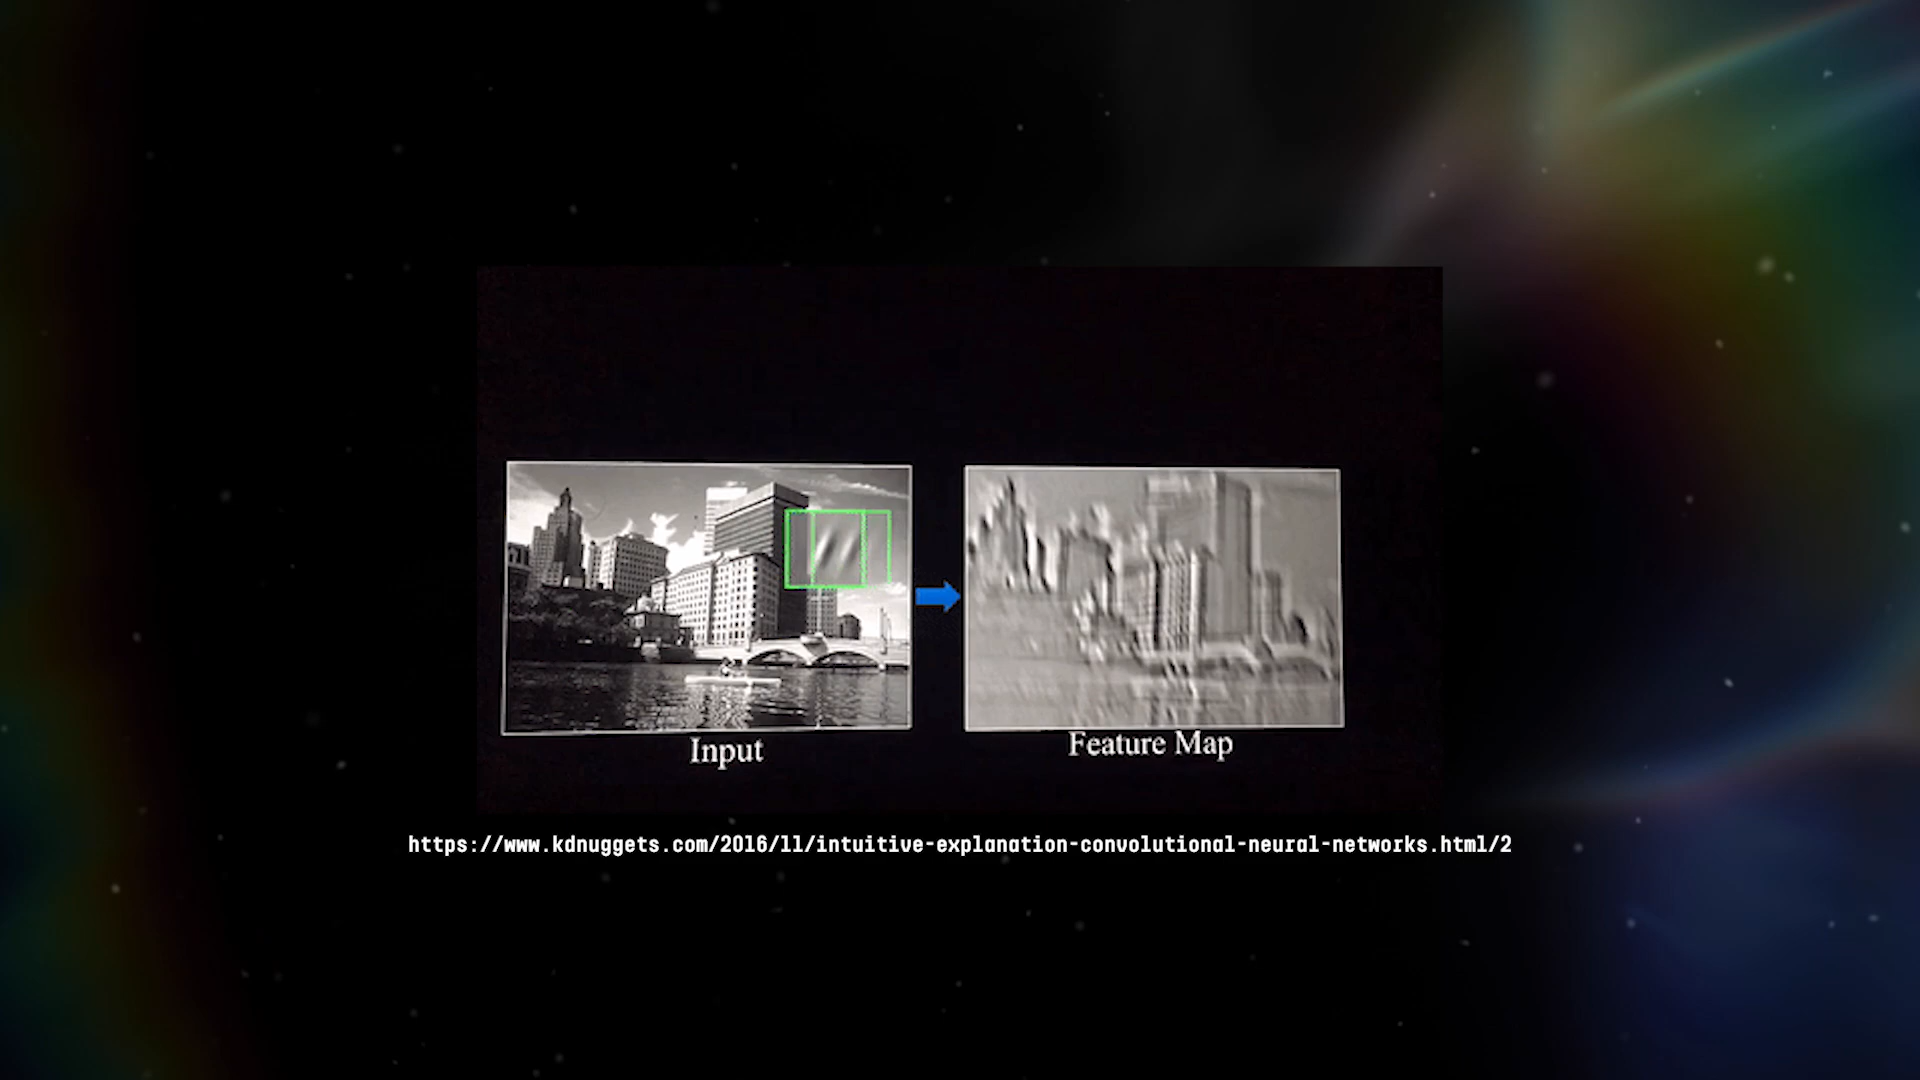 Input
Feature Map
https://www.kdnuggets.com/2016/11/intuitive-explanation-convolutional-neural-networks.html/2